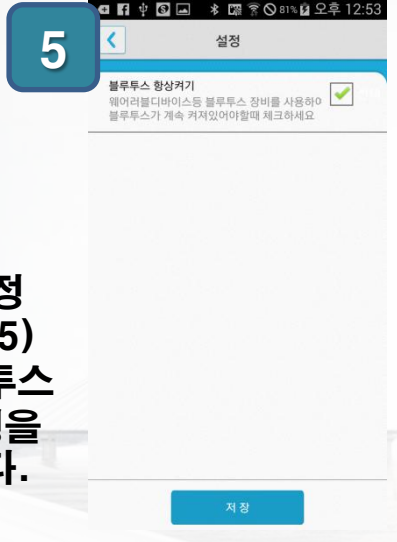 5
81% 오후 12:53
설정
블루투스 항상켜기
웨어러블디바이스등 블루투스 장비를 사용하여
블루투스가 계속 켜져있어야할때 체크하세요
정
5)
투스
을
다.
저장